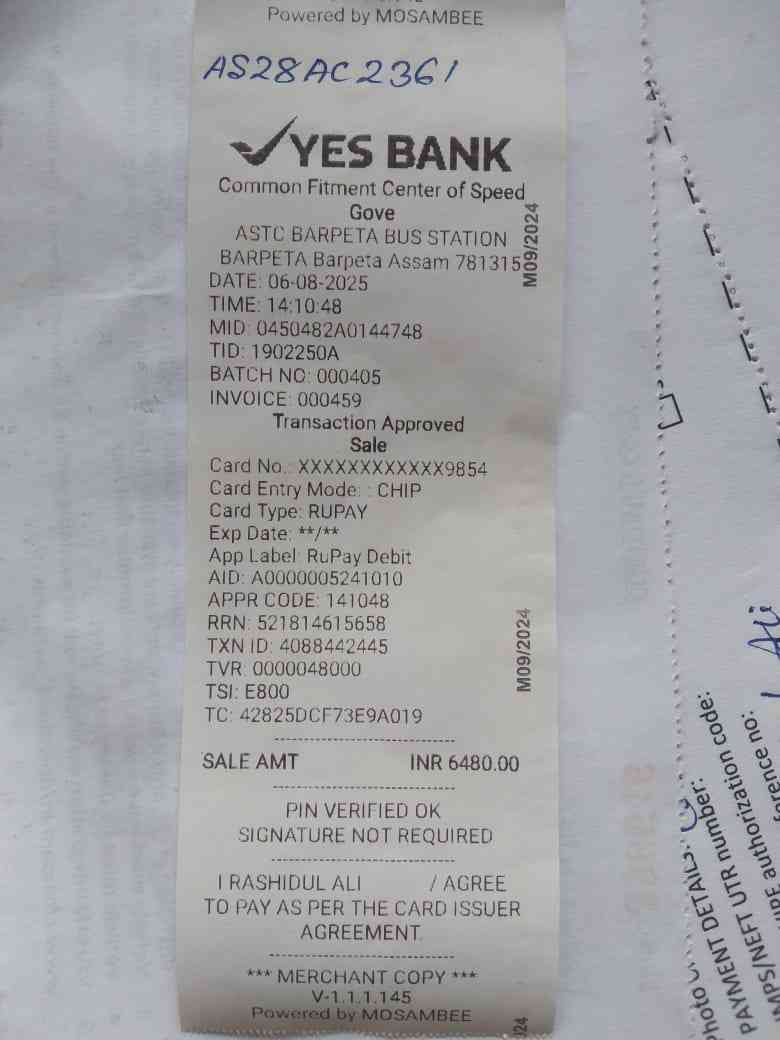 Powered by MOSAMBEE
AS28AC2361
YES BANK
Common Fitment Center of Speed
Gove
ASTC BARPETA BUS STATION
BARPETA Barpeta Assam 781315
M09/2024
DATE: 06-08-2025
TIME: 14:10:48
MID: 0450482A0144748
TID: 1902250A
BATCH NO: 000405
INVOICE: 000459
Transaction Approved
Sale
Card No.: XXXXXXXXXXXX9854
Card Entry Mode: : CHIP
Card Type: RUPAY
Exp Date: **/**
App Label: RuPay Debit
AID: A0000005241010
APPR CODE: 141048
RRN: 521814615658
TXN ID: 4088442445
TVR: 0000048000
TSI: E800
TC: 42825DCF73E9A019
M09/2024
SALE AMT INR 6480.00
PIN VERIFIED OK
SIGNATURE NOT REQUIRED
I RASHIDUL ALI / AGREE
TO PAY AS PER THE CARD ISSUER
AGREEMENT.
*** MERCHANT COPY ***
V-1.1.1.145
Powered by MOSAMBEE
024
Ali
PAYMENT DETAILS:
IMPS/NEFT UTR number:
authorization code: